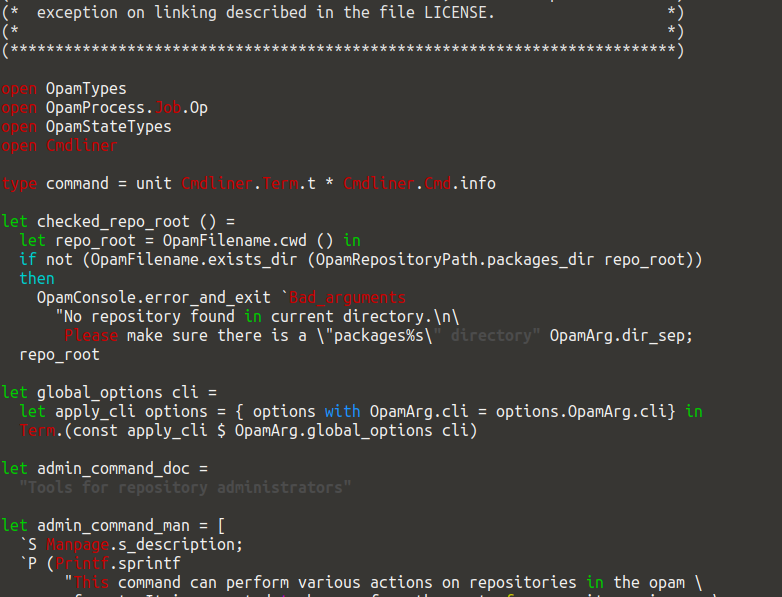 (*  exception on linking described in the file LICENSE.                   *)
(*                                                                        *)
(**************************************************************************)
open OpamTypes
open OpamProcess.Job.Op
open OpamStateTypes
open Cmdliner
type command = unit Cmdliner.Term.t * Cmdliner.Cmd.info
let checked_repo_root () =
  let repo_root = OpamFilename.cwd () in
  if not (OpamFilename.exists_dir (OpamRepositoryPath.packages_dir repo_root))
  then
    OpamConsole.error_and_exit `Bad_arguments
      "No repository found in current directory.\n\
       Please make sure there is a \"packages%s\" directory" OpamArg.dir_sep;
  repo_root
let global_options cli =
  let apply_cli options = { options with OpamArg.cli = options.OpamArg.cli} in
  Term.(const apply_cli $ OpamArg.global_options cli)
let admin_command_doc =
  "Tools for repository administrators"
let admin_command_man = [
  `S Manpage.s_description;
  `P (Printf.sprintf
       "This command can perform various actions on repositories in the opam \